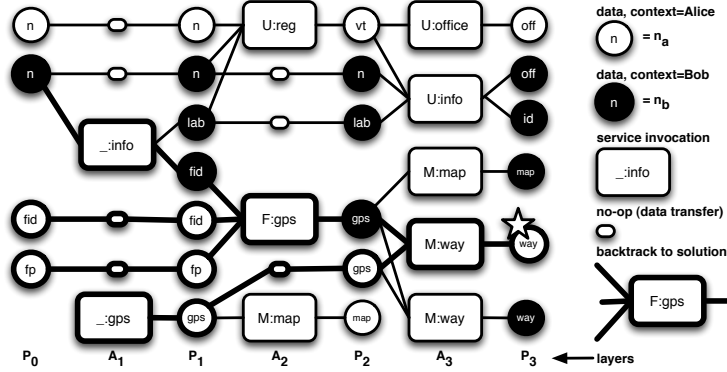 n n U:reg vt U:office off
n n n off
lab lab U:info id
_:info
fid M:map map
fid fid F:gps gps M:way way
fp fp gps
_:gps gps M:map map M:way way
P0 A1 P1 A2 P2 A3 P3 layers
data, context=Alice
n = na
data, context=Bob
n = nb
service invocation
_:info
no-op (data transfer)
backtrack to solution
F:gps